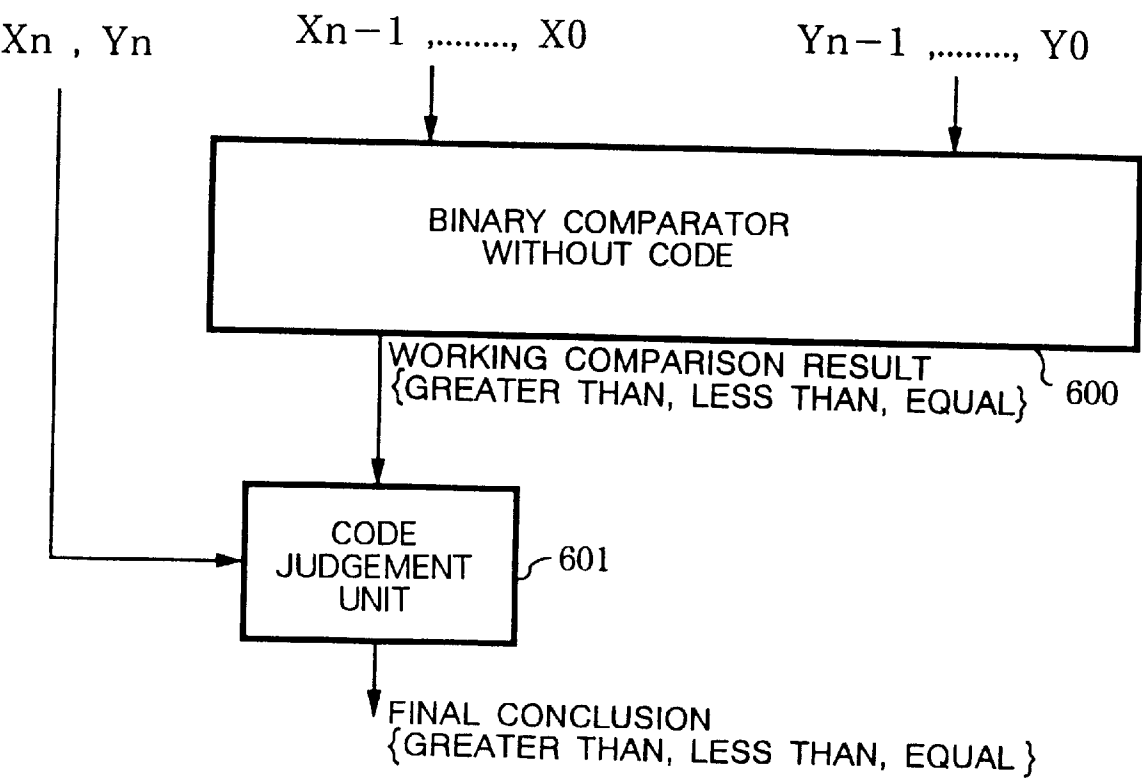 Xn , Yn
Xn-1 ,........, X0
Yn-1 ,........, Y0
BINARY COMPARATOR
WITHOUT CODE
WORKING COMPARISON RESULT
{GREATER THAN, LESS THAN, EQUAL}
600
CODE
JUDGEMENT
UNIT
601
FINAL CONCLUSION
{GREATER THAN, LESS THAN, EQUAL}